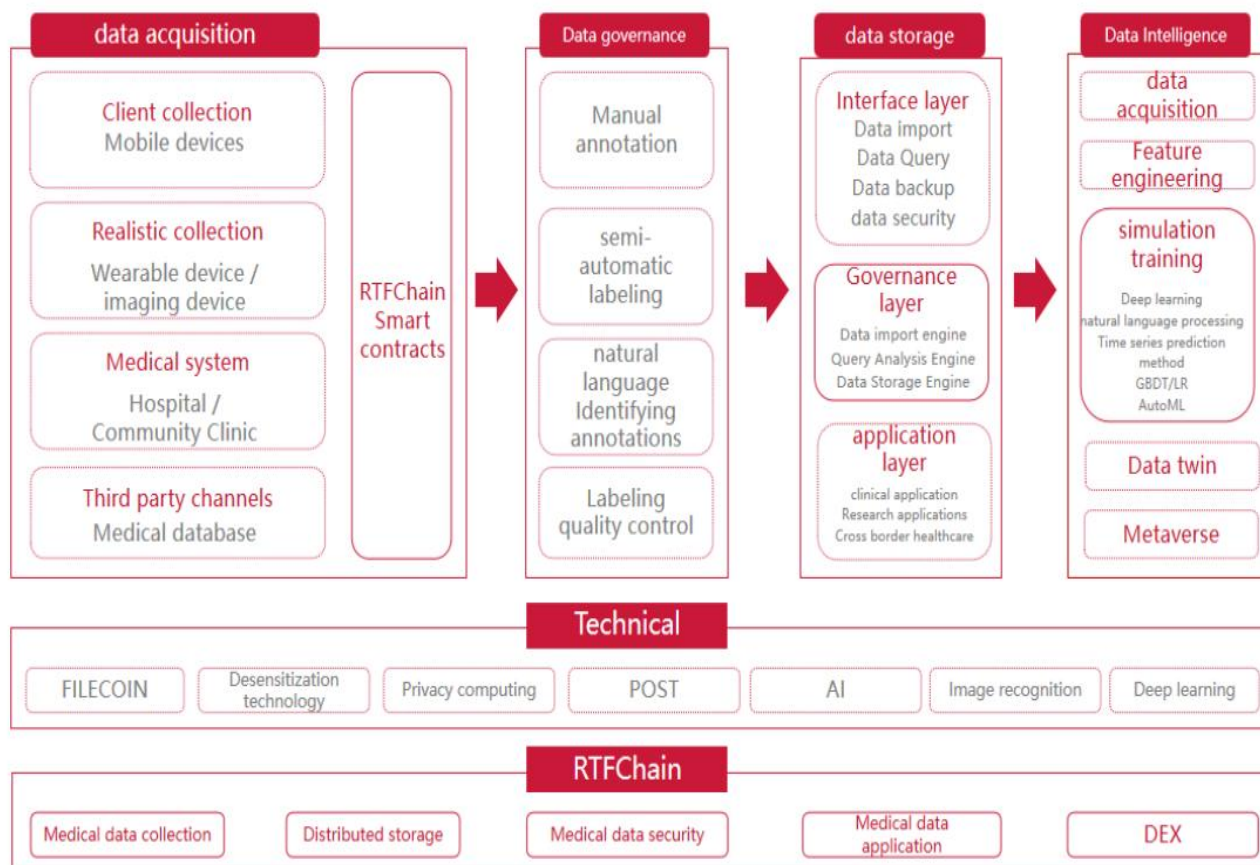 data acquisition
Client collection
Mobile devices
Realistic collection
Wearable device /
imaging device
Medical system
Hospital /
Community Clinic
Third party channels
Medical database
RTFChain
Smart
contracts
Data governance
Manual
annotation
semi-
automatic
labeling
natural
language
Identifying
annotations
Labeling
quality control
data storage
Interface layer
Data import
Data Query
Data backup
data security
Governance
layer
Data import engine
Query Analysis Engine
Data Storage Engine
application
layer
clinical application
Research applications
Cross border healthcare
Data Intelligence
data
acquisition
Feature
engineering
simulation
training
Deep learning
natural language processing
Time series prediction
method
GBDT/LR
AutoML
Data twin
Metaverse
Technical
FILECOIN
Desensitization
technology
Privacy computing
POST
AI
Image recognition
Deep learning
RTFChain
Medical data collection
Distributed storage
Medical data security
Medical data
application
DEX